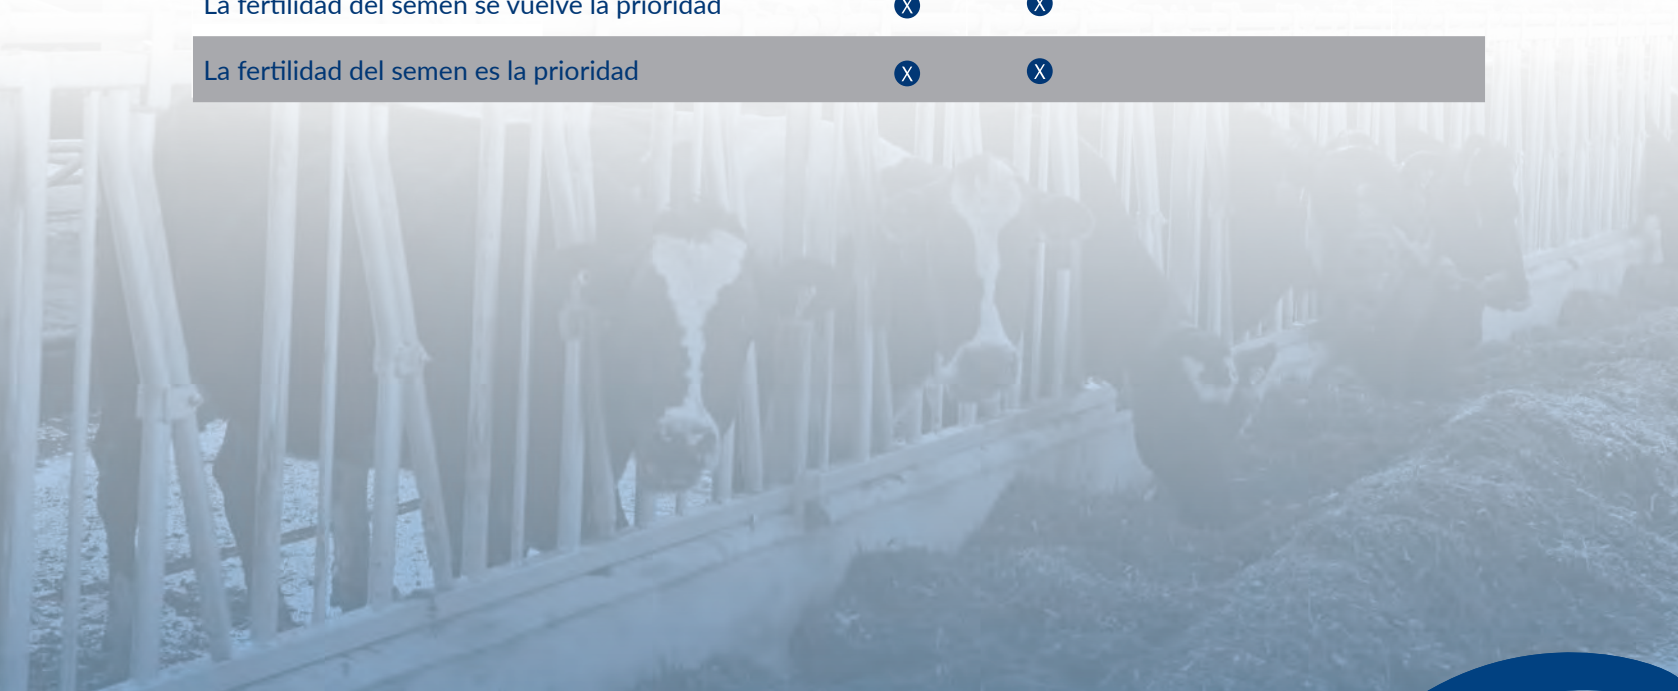 La fertilidad del semen se vuelve la prioridad X X
La fertilidad del semen es la prioridad X X